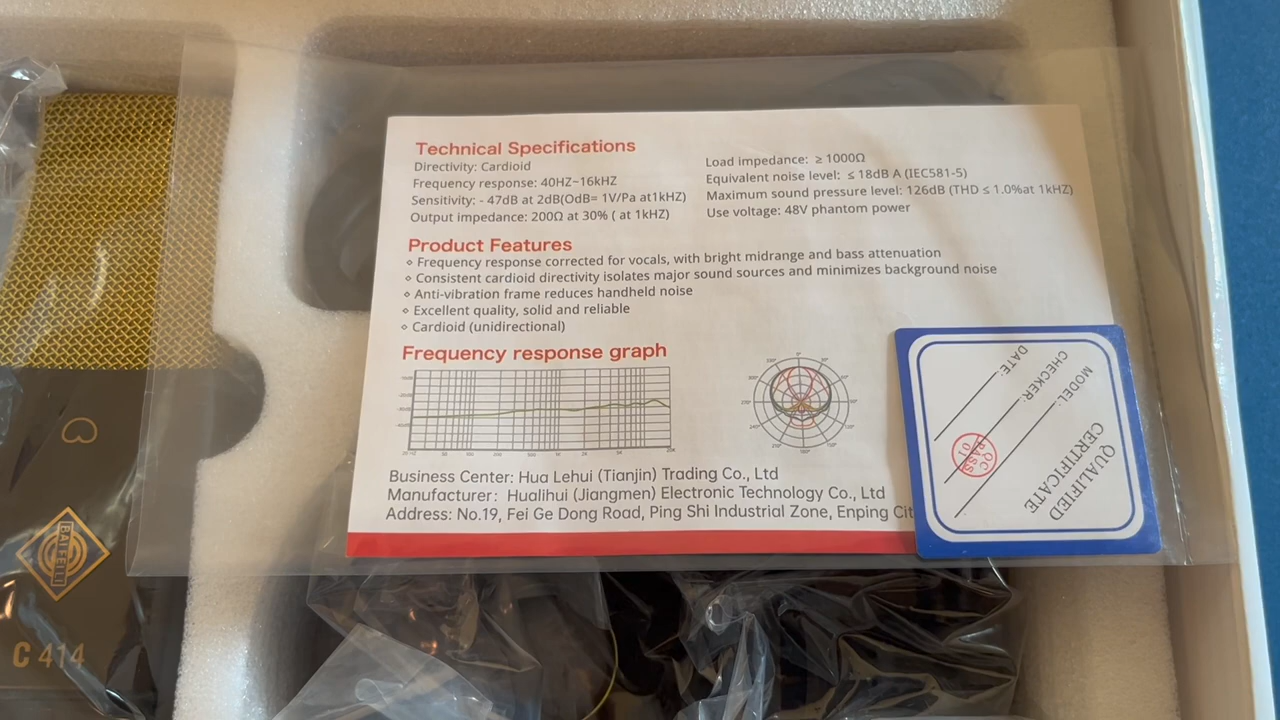 Technical Specifications
Directivity: Cardioid
Frequency response: 40HZ~16kHZ
Sensitivity: - 47dB at 2dB(OdB= 1V/Pa at1kHZ)
Output impedance: 200Ω at 30% ( at 1kHZ)
Load impedance: ≥ 1000Ω
Equivalent noise level: ≤ 18dB A (IEC581-5)
Maximum sound pressure level: 126dB (THD ≤ 1.0%at 1kHZ)
Use voltage: 48V phantom power
Product Features
⋄ Frequency response corrected for vocals, with bright midrange and bass attenuation
⋄ Consistent cardioid directivity isolates major sound sources and minimizes background noise
⋄ Anti-vibration frame reduces handheld noise
⋄ Excellent quality, solid and reliable
⋄ Cardioid (unidirectional)
Frequency response graph
Business Center: Hua Lehui (Tianjin) Trading Co., Ltd
Manufacturer: Hualihui (Jiangmen) Electronic Technology Co., Ltd
Address: No.19, Fei Ge Dong Road, Ping Shi Industrial Zone, Enping Cit
QUALIFIED
CERTIFICATE
MODEL:
CHECKER:
DATE:
QC
PASS
01
BAI FEILI
C 414